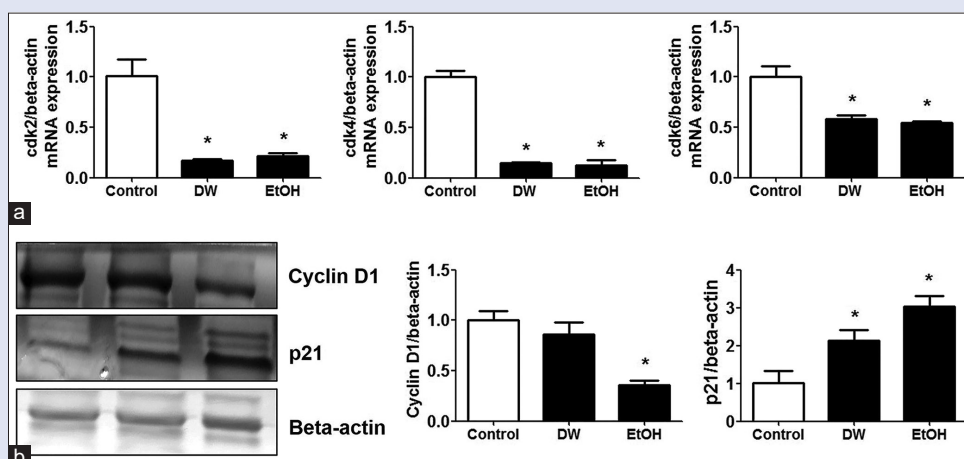 cdk2/beta-actin
mRNA expression
1.5
1.0
0.5
0.0
*
*
Control
DW
EtOH
cdk4/beta-actin
mRNA expression
1.5
1.0
0.5
0.0
*
*
Control
DW
EtOH
cdk6/beta-actin
mRNA expression
1.5
1.0
0.5
0.0
*
*
Control
DW
EtOH
a
Cyclin D1
p21
Beta-actin
Cyclin D1/beta-actin
1.5
1.0
0.5
0.0
*
Control
DW
EtOH
p21/beta-actin
4
3
2
1
0
*
*
Control
DW
EtOH
b